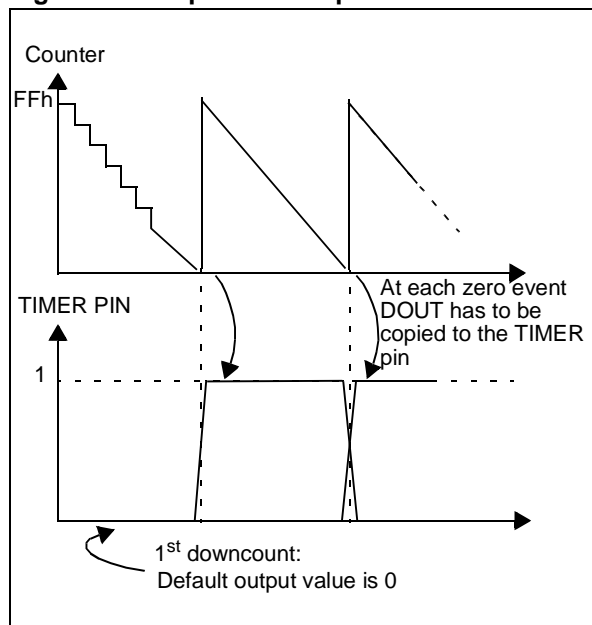 Counter
FFh
At each zero event
DOUT has to be
copied to the TIMER
pin
TIMER PIN
1
1st downcount:
Default output value is 0